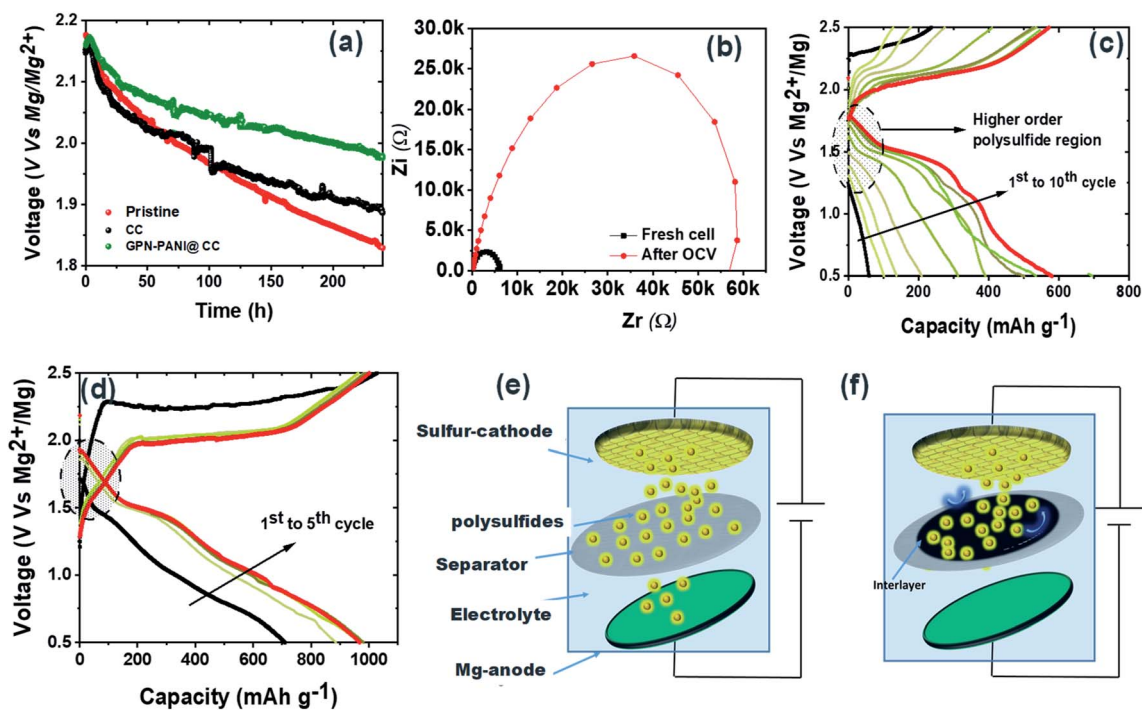 (a)
Voltage (V Vs Mg/Mg2+)
2.2
2.1
2.0
1.9
1.8
Pristine
CC
GPN-PANI@ CC
0 50 100 150 200
Time (h)
(b)
Zi (Ω)
30.0k
25.0k
20.0k
15.0k
10.0k
5.0k
0.0
Fresh cell
After OCV
0 10k 20k 30k 40k 50k 60k
Zr (Ω)
(c)
Voltage (V Vs Mg2+/Mg)
2.5
2.0
1.5
1.0
0.5
Higher order
polysulfide region
1st to 10th cycle
0 200 400 600 800
Capacity (mAh g-1)
(d)
Voltage (V Vs Mg2+/Mg)
2.5
2.0
1.5
1.0
0.5
1st to 5th cycle
0 200 400 600 800 1000
Capacity (mAh g-1)
(e)
Sulfur-cathode
polysulfides
Separator
Electrolyte
Mg-anode
(f)
Interlayer